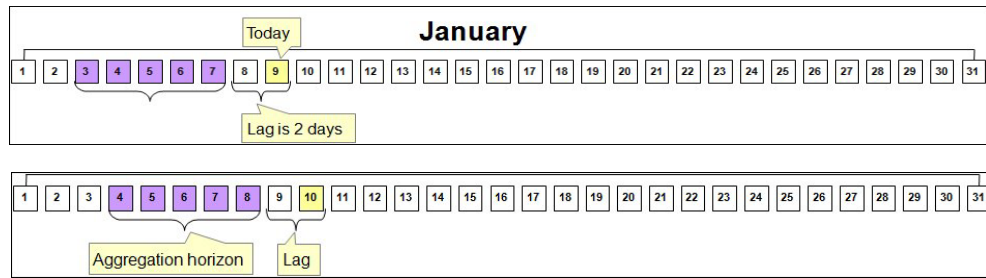 January
Today
1 2 3 4 5 6 7 8 9 10 11 12 13 14 15 16 17 18 19 20 21 22 23 24 25 26 27 28 29 30 31
Lag is 2 days
1 2 3 4 5 6 7 8 9 10 11 12 13 14 15 16 17 18 19 20 21 22 23 24 25 26 27 28 29 30 31
Aggregation horizon Lag